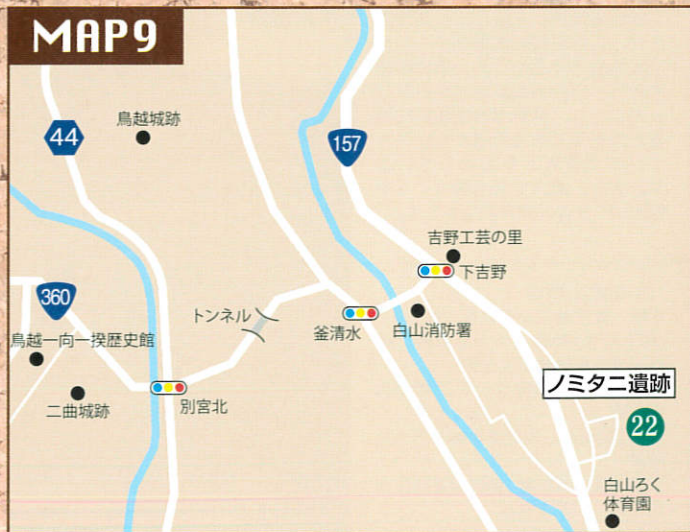 MAP9
44
鳥越城跡
157
吉野工芸の里
下吉野
360
トンネル
釜清水
白山消防署
鳥越一向一揆歴史館
二曲城跡
別宮北
ノミタニ遺跡
22
白山ろく
体育園